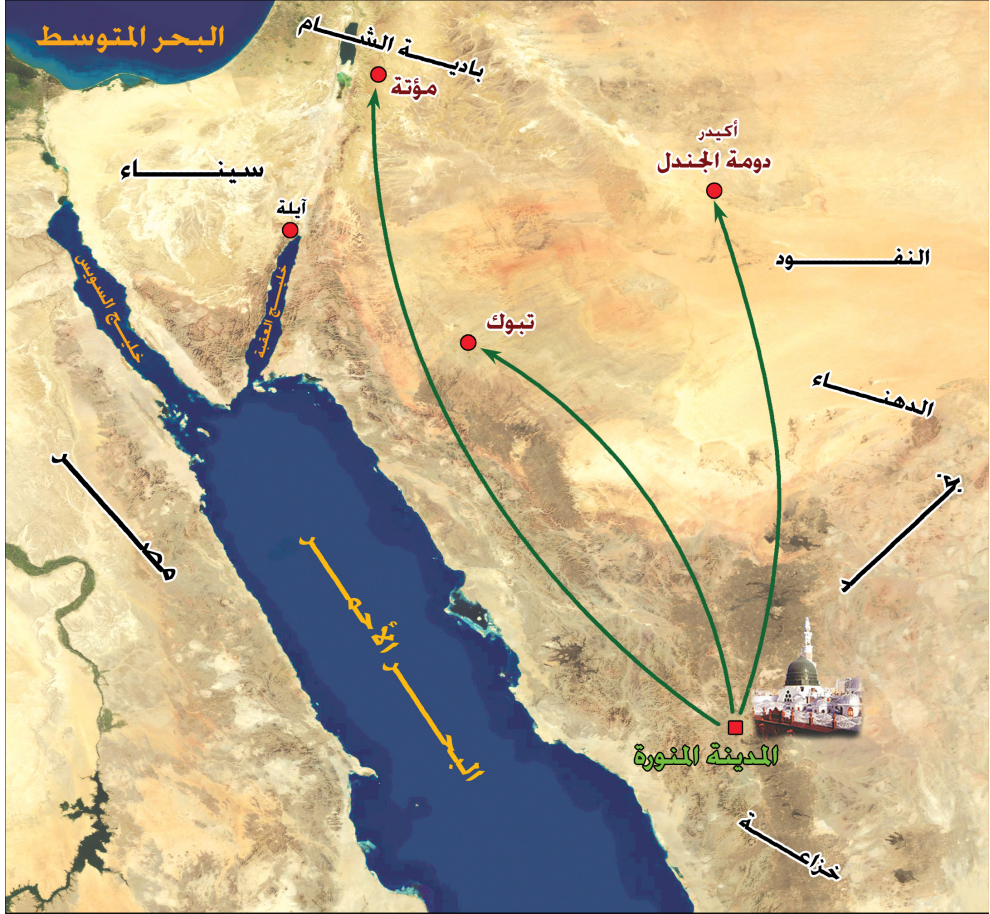 البحر المتوسط
بادية الشام
مؤتة
أكيدر
دومة الجندل
سيناء
آيلة
النفود
خليج السويس
خليج العقبة
تبوك
الدهناء
مصر
نجد
البحر الأحمر
المدينة المنورة
خزاعة